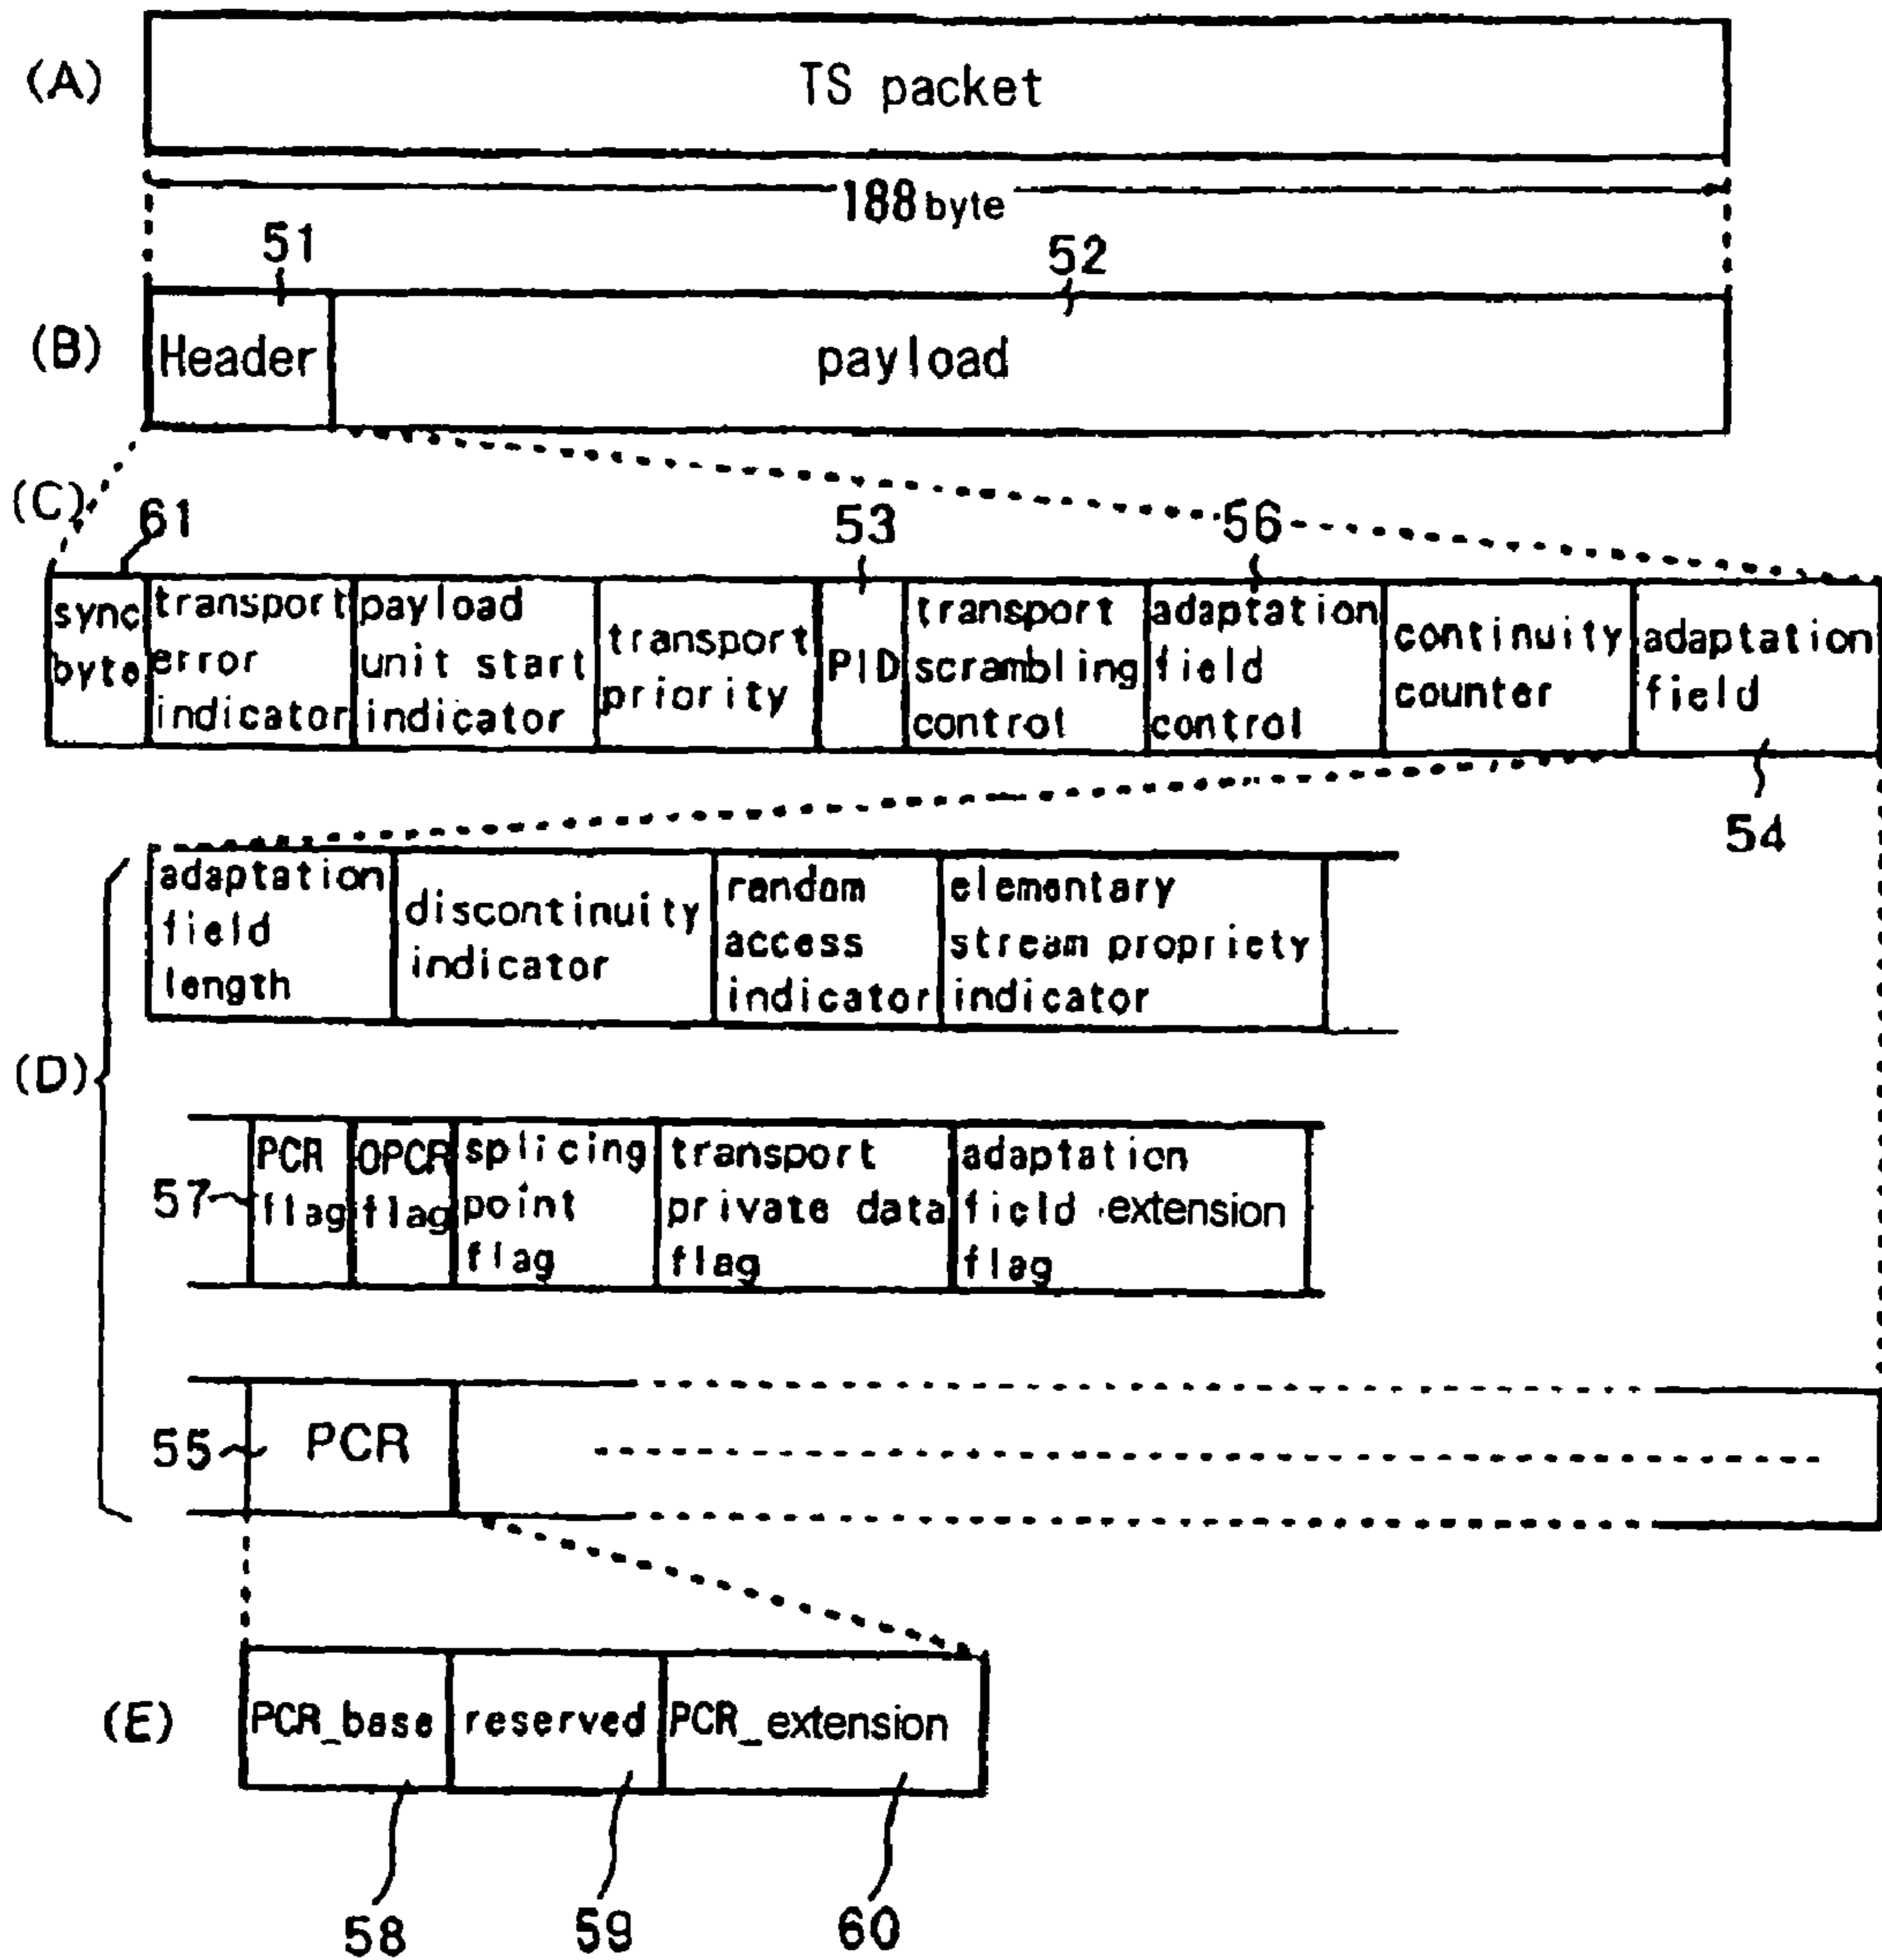 (A)
TS packet
188 byte
51
52
(B)
Header
payload
(C)
61
53
56
sync
byte
transport
error
indicator
payload
unit start
indicator
transport
priority
PID
transport
scrambling
control
adaptation
field
control
continuity
counter
adaptation
field
54
(D)
adaptation
field
length
discontinuity
indicator
random
access
indicator
elementary
stream propriety
indicator
57
PCR
flag
OPCR
flag
splicing
point
flag
transport
private data
flag
adaptation
field extension
flag
55
PCR
(E)
PCR_base
reserved
PCR_extension
58
59
60